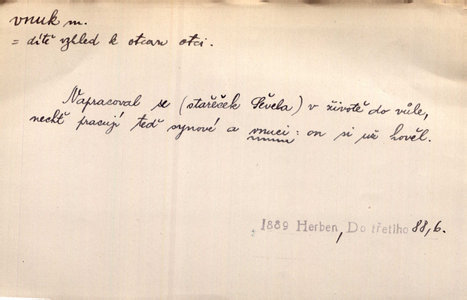 vnuk m.
= dítě vzhled. k otcovu otci.
Napracoval se (stařeček Ševela) v životě do vůle,
nechť pracují teď synové a vnuci: on si už hověl.
1889 Herben, Do třetího 88,6.